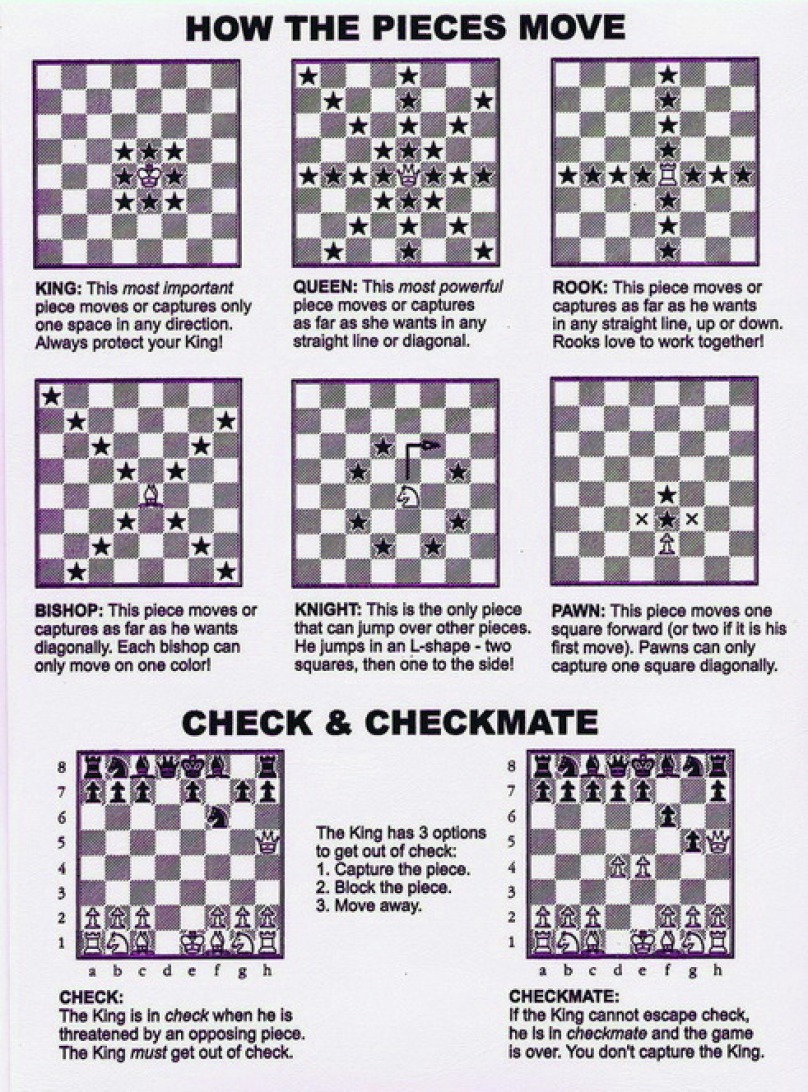 HOW THE PIECES MOVE
KING: This most important
piece moves or captures only
one space in any direction.
Always protect your King!
QUEEN: This most powerful
piece moves or captures
as far as she wants in any
straight line or diagonal.
ROOK: This piece moves or
captures as far as he wants
in any straight line, up or down.
Rooks love to work together!
BISHOP: This piece moves or
captures as far as he wants
diagonally. Each bishop can
only move on one color!
KNIGHT: This is the only piece
that can jump over other pieces.
He jumps in an L-shape - two
squares, then one to the side!
PAWN: This piece moves one
square forward (or two if it is his
first move). Pawns can only
capture one square diagonally.
CHECK & CHECKMATE
8
7
6
5
4
3
2
1
a b c d e f g h
The King has 3 options
to get out of check:
1. Capture the piece.
2. Block the piece.
3. Move away.
8
7
6
5
4
3
2
1
a b c d e f g h
CHECK:
The King is in check when he is
threatened by an opposing piece.
The King must get out of check.
CHECKMATE:
If the King cannot escape check,
he is in checkmate and the game
is over. You don't capture the King.